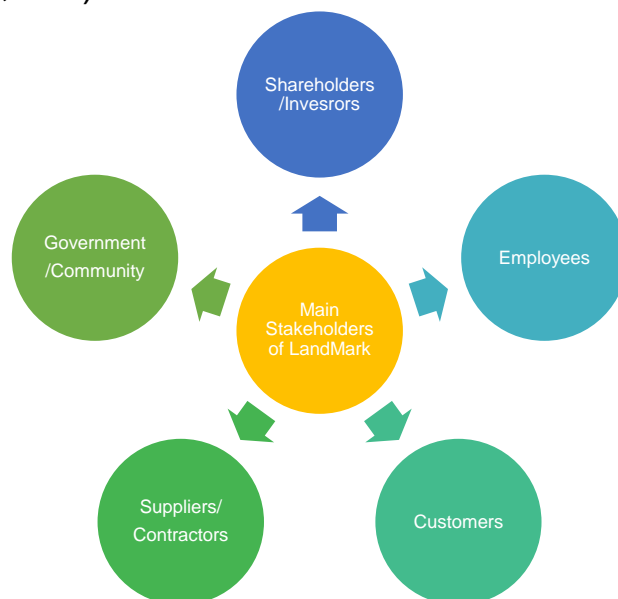 Shareholders
/Invesrors
Government
/Community
Employees
Main
Stakeholders
of LandMark
Suppliers/
Contractors
Customers